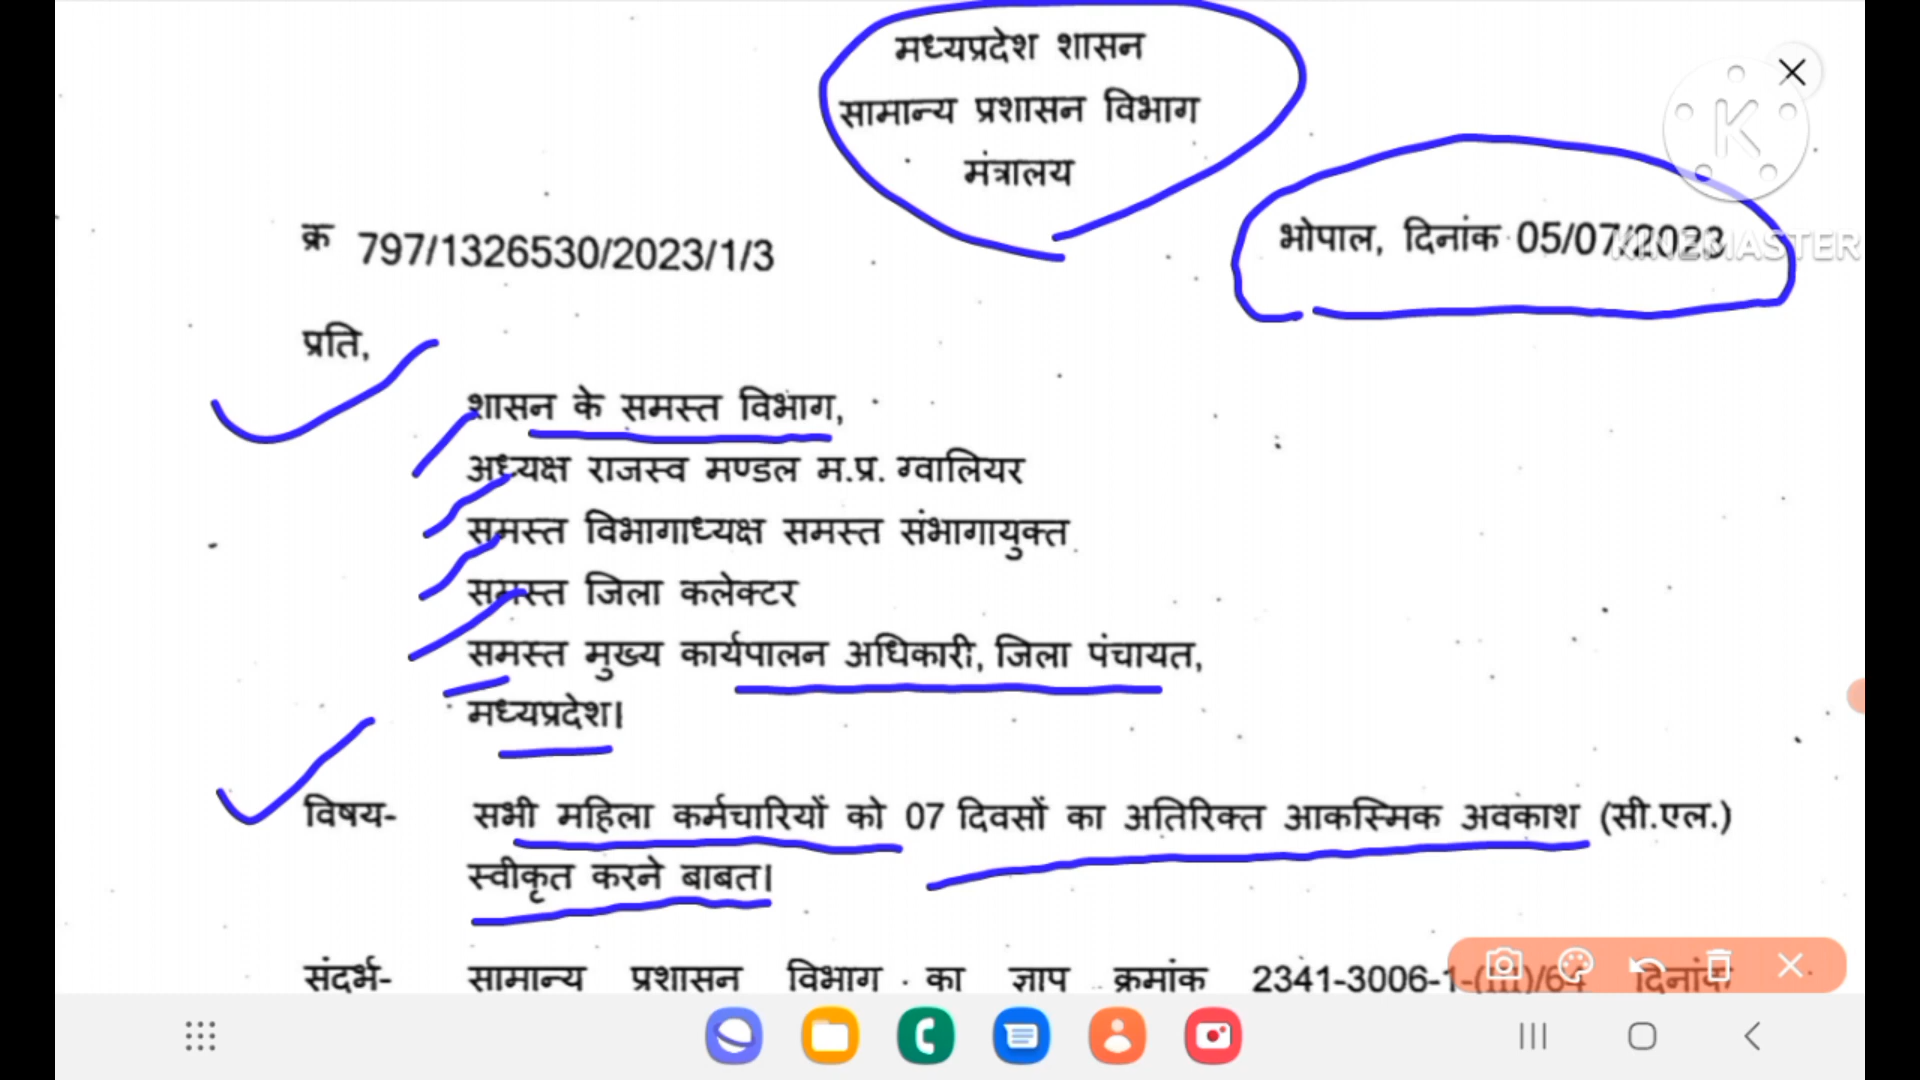 मध्यप्रदेश शासन
सामान्य प्रशासन विभाग
मंत्रालय
क्र 797/1326530/2023/1/3
भोपाल, दिनांक 05/07/2023
K
KINEMASTER
प्रति,
शासन के समस्त विभाग,
अध्यक्ष राजस्व मण्डल म.प्र. ग्वालियर
समस्त विभागाध्यक्ष समस्त संभागायुक्त
समस्त जिला कलेक्टर
समस्त मुख्य कार्यपालन अधिकारी, जिला पंचायत,
मध्यप्रदेश।
विषय- सभी महिला कर्मचारियों को 07 दिवसों का अतिरिक्त आकस्मिक अवकाश (सी.एल.)
स्वीकृत करने बाबत।
संदर्भ- सामान्य प्रशासन विभाग का ज्ञाप क्रमांक 2341-3006-1-(iii)/64 दिनांक